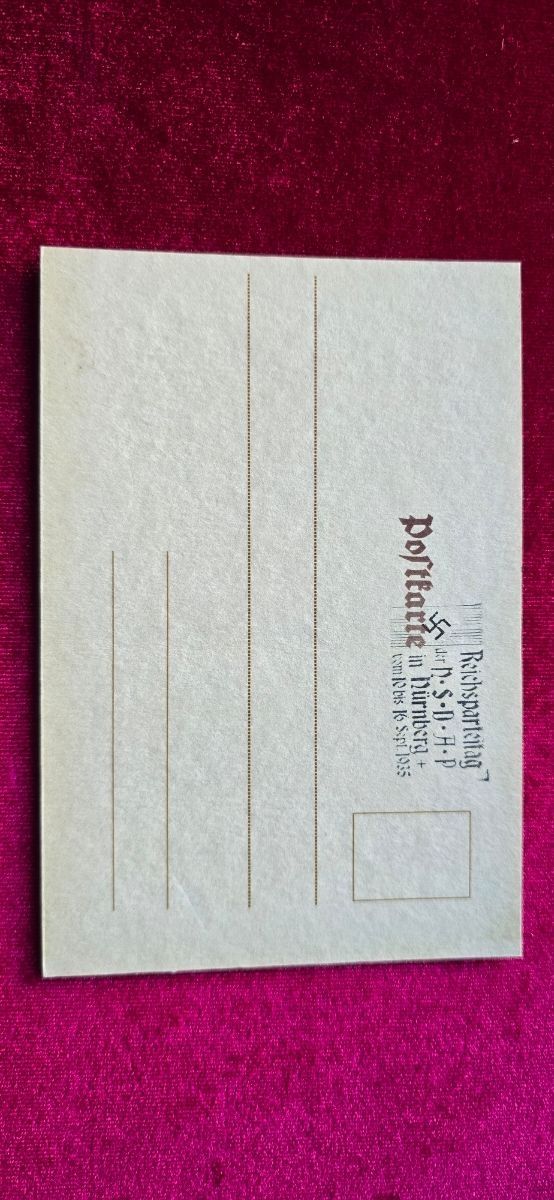 Postkarte
Reichsparteitag
der N·S·D·A·P
in Nürnberg +
vom 10 bis 16 Sept. 1935